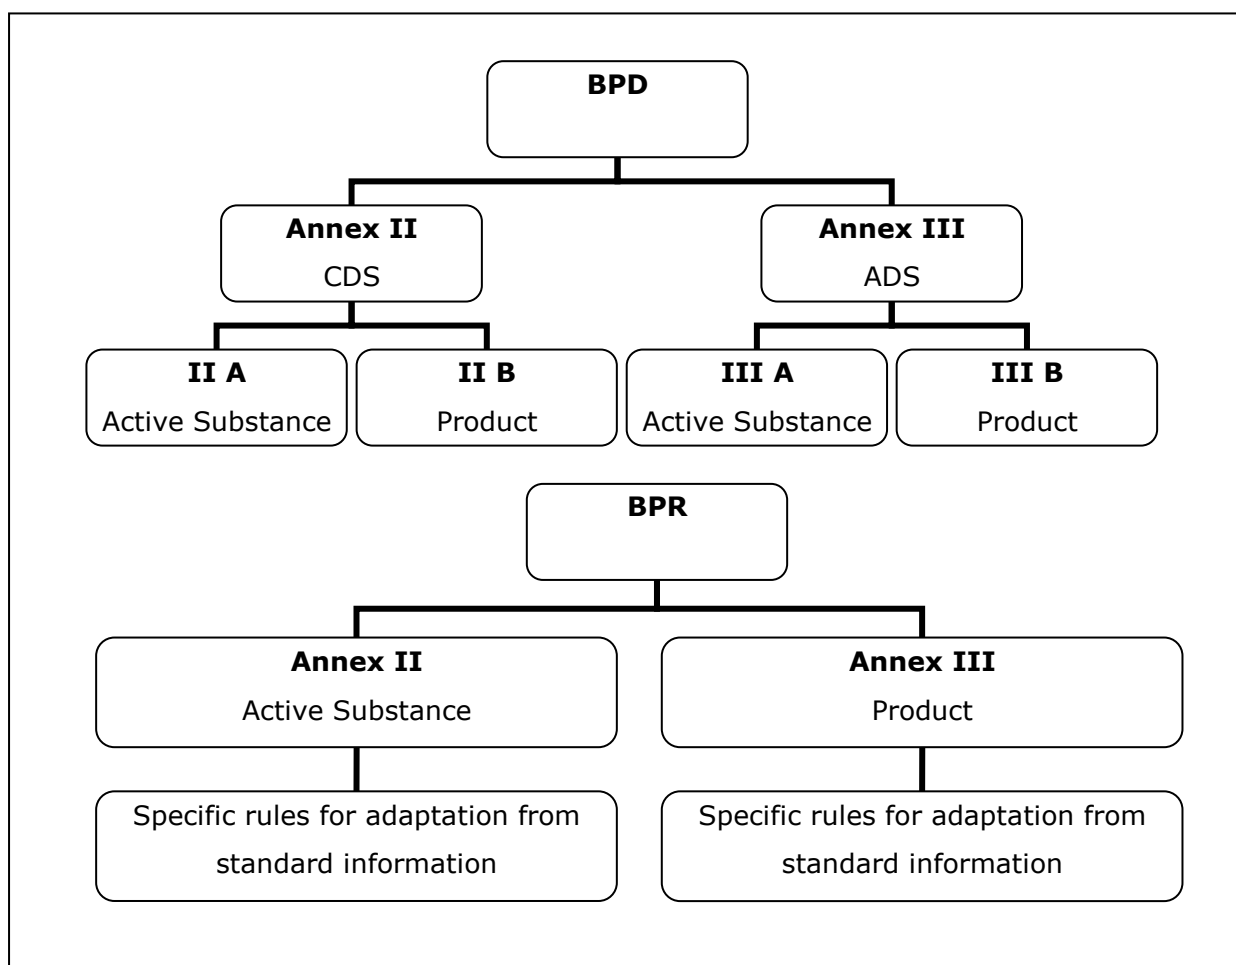 BPD
Annex II
CDS
Annex III
ADS
II A
Active Substance
II B
Product
III A
Active Substance
III B
Product
BPR
Annex II
Active Substance
Annex III
Product
Specific rules for adaptation from
standard information
Specific rules for adaptation from
standard information